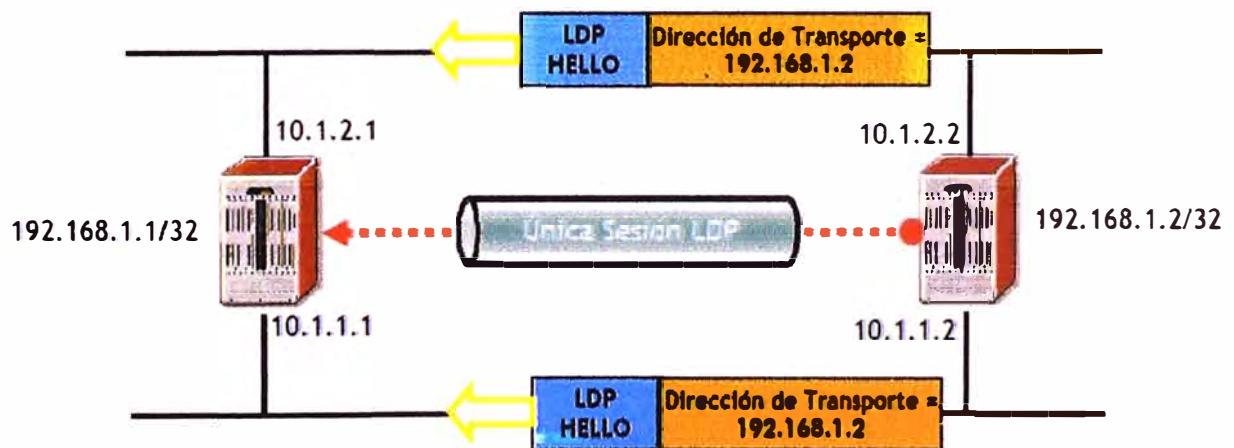 LDP
HELLO
Dirección de Transporte =
192.168.1.2
10.1.2.1
10.1.2.2
192.168.1.1/32
Unica Sesion LDP
192.168.1.2/32
10.1.1.1
10.1.1.2
LDP
HELLO
Dirección de Transporte =
192.168.1.2